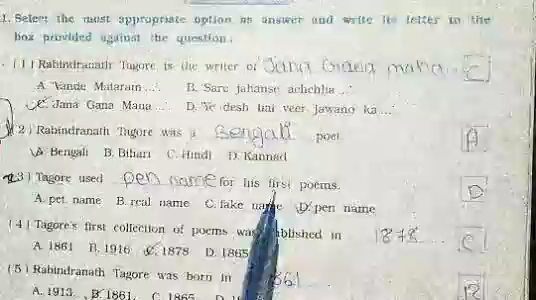 1. Select the most appropriate option as answer and write its letter in the
box provided against the question.
(1) Rabindranath Tagore is the writer of Jana Gana mana. C
A. 'Vande Mataram ...'. B. 'Sare jahanse achchha ...'
C. 'Jana Gana Mana ...'. D. 'Ye desh hai veer jawano ka ...'
(2) Rabindranath Tagore was a Bengali poet. A
A. Bengali B. Bihari C. Hindi D. Kannad
(3) Tagore used pen name for his first poems. D
A. pet name B. real name C. fake name D. pen name
(4) Tagore's first collection of poems was published in 1878 .... C
A. 1861 B. 1916 C. 1878 D. 1865
(5) Rabindranath Tagore was born in 1861 B
A. 1913 B. 1861 C. 1865 D.